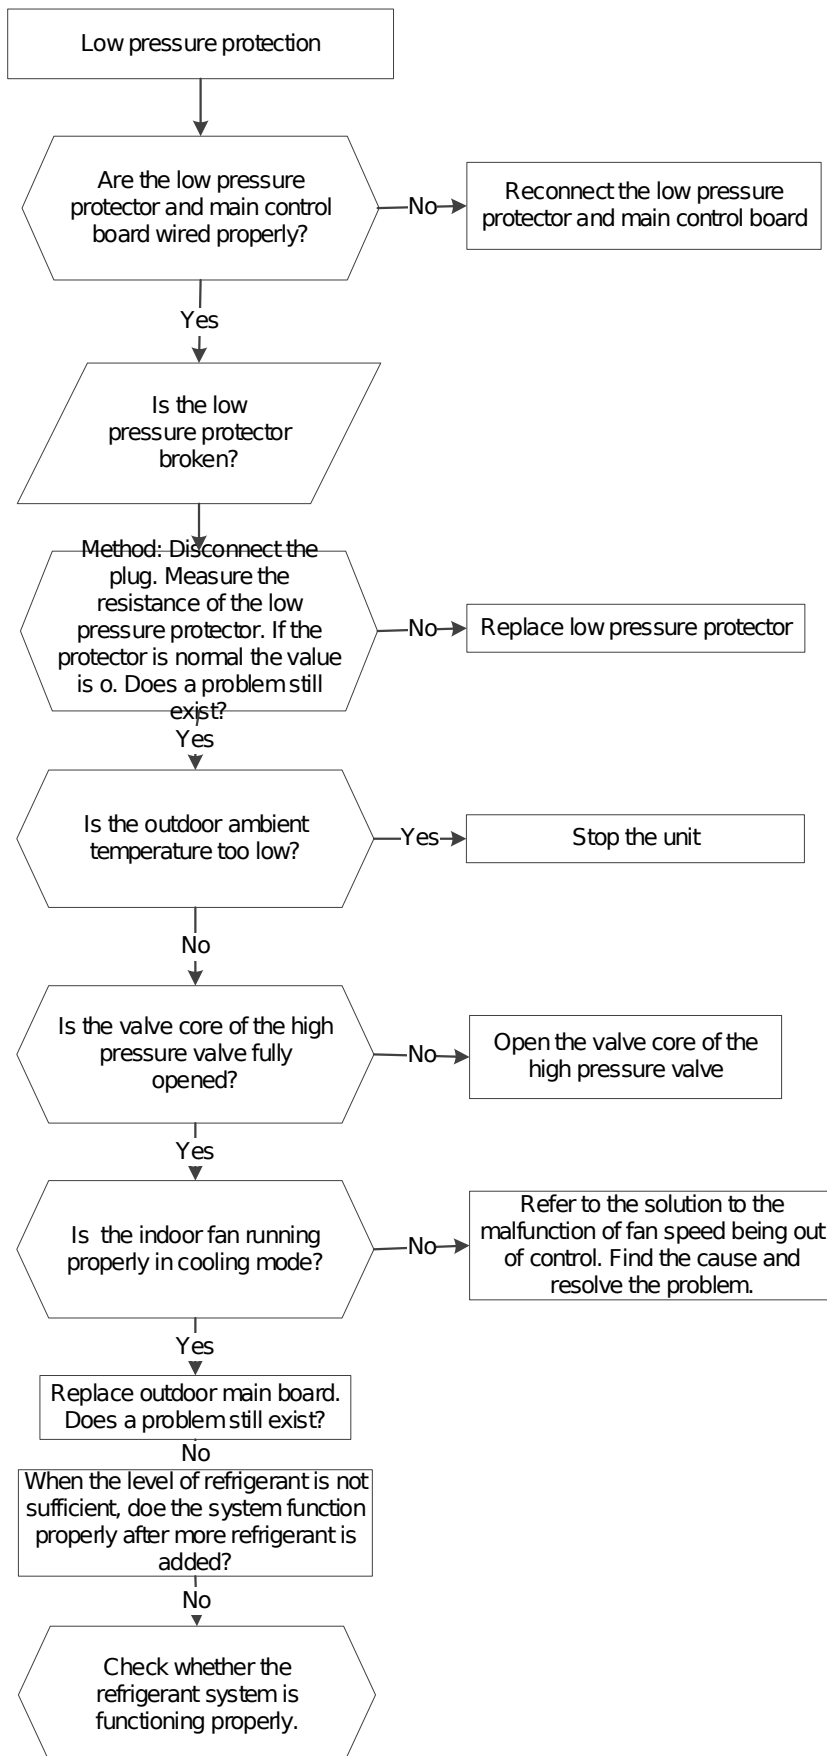 Low pressure protection
Are the low pressure
protector and main control
board wired properly?
No
Reconnect the low pressure
protector and main control board
Yes
Is the low
pressure protector
broken?
Method: Disconnect the
plug. Measure the
resistance of the low
pressure protector. If the
protector is normal the value
is o. Does a problem still
exist?
No
Replace low pressure protector
Yes
Is the outdoor ambient
temperature too low?
Yes
Stop the unit
No
Is the valve core of the high
pressure valve fully
opened?
No
Open the valve core of the
high pressure valve
Yes
Is the indoor fan running
properly in cooling mode?
No
Refer to the solution to the
malfunction of fan speed being out
of control. Find the cause and
resolve the problem.
Yes
Replace outdoor main board.
Does a problem still exist?
No
When the level of refrigerant is not
sufficient, doe the system function
properly after more refrigerant is
added?
No
Check whether the
refrigerant system is
functioning properly.